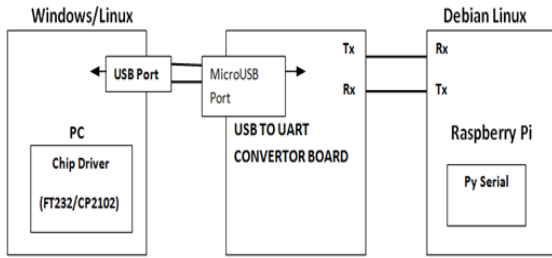 Windows/Linux
Debian Linux
USB Port
MicroUSB
Port
Tx
Rx
Rx
Tx
USB TO UART
CONVERTOR BOARD
PC
Chip Driver
(FT232/CP2102)
Raspberry Pi
Py Serial